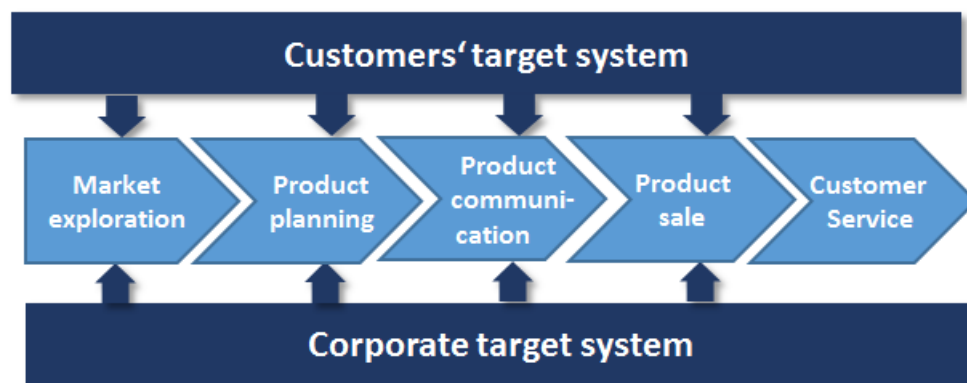 Customers‘ target system
Market
exploration
Product
planning
Product
communi-
cation
Product
sale
Customer
Service
Corporate target system